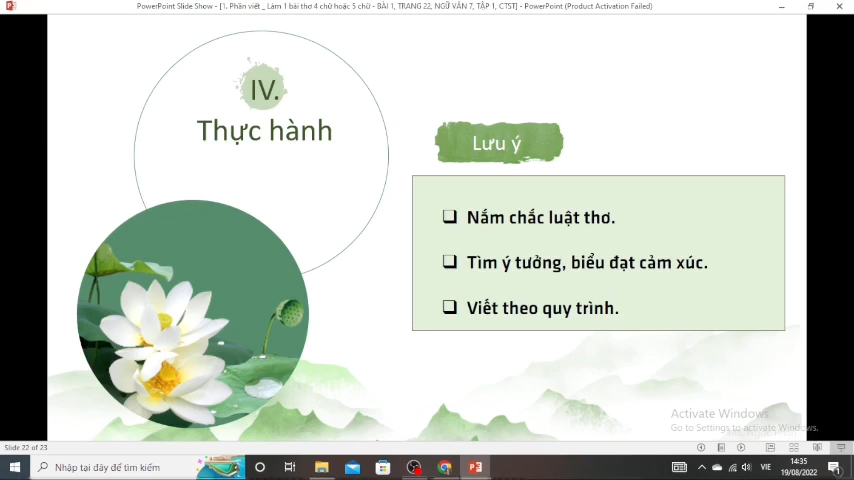 PowerPoint Slide Show - [1. Phần viết _ Làm 1 bài thơ 4 chữ hoặc 5 chữ - BÀI 1, TRANG 22, NGỮ VĂN 7, TẬP 1, CTST] - PowerPoint (Product Activation Failed)
IV.
Thực hành
Lưu ý
Nắm chắc luật thơ.
Tìm ý tưởng, biểu đạt cảm xúc.
Viết theo quy trình.
Activate Windows
Go to Settings to activate Windows.
Slide 22 of 23
Nhập tại đây để tìm kiếm
VIE
14:35
19/08/2022
1